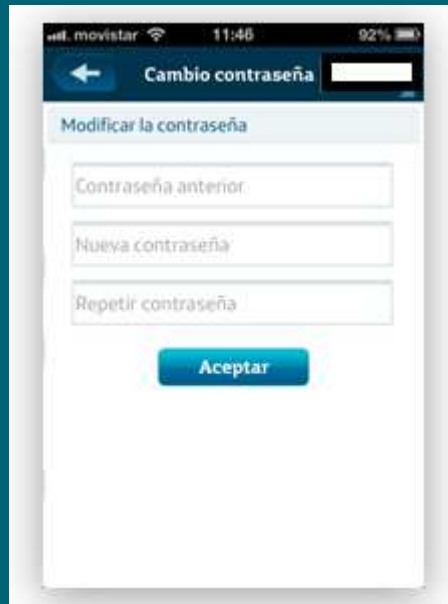 movistar 11:46 92%
Cambio contraseña
Modificar la contraseña
Contraseña anterior
Nueva contraseña
Repetir contraseña
Aceptar